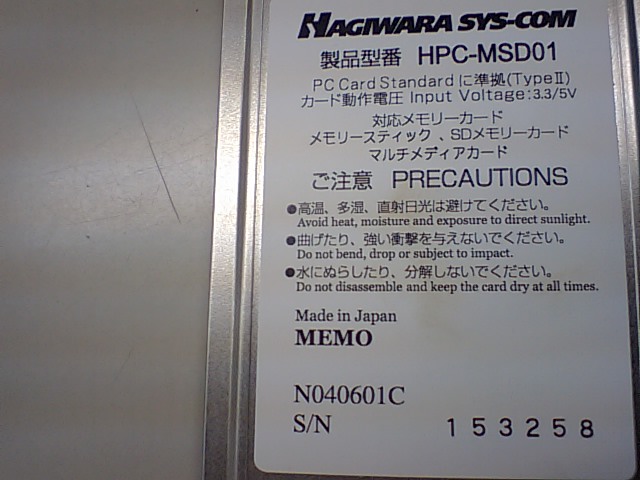 HAGIWARA SYS-COM
製品型番 HPC-MSD01
PC Card Standard に準拠(TypeⅡ)
カード動作電圧 Input Voltage:3.3/5V
対応メモリーカード
メモリースティック、SDメモリーカード
マルチメディアカード
ご注意 PRECAUTIONS
●高温、多湿、直射日光は避けてください。
Avoid heat, moisture and exposure to direct sunlight.
●曲げたり、強い衝撃を与えないでください。
Do not bend, drop or subject to impact.
●水にぬらしたり、分解しないでください。
Do not disassemble and keep the card dry at all times.
Made in Japan
MEMO
N040601C
S/N 153258